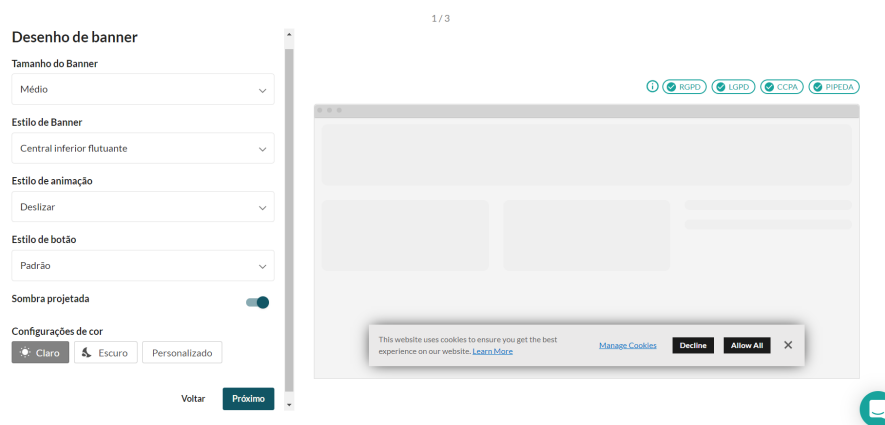 1 / 3
Desenho de banner
Tamanho do Banner
Médio
Estilo de Banner
Central inferior flutuante
Estilo de animação
Deslizar
Estilo de botão
Padrão
Sombra projetada
Configurações de cor
Claro Escuro Personalizado
Voltar Próximo
RGPD LGPD CCPA PIPEDA
This website uses cookies to ensure you get the best
experience on our website. Learn More
Manage Cookies Decline Allow All